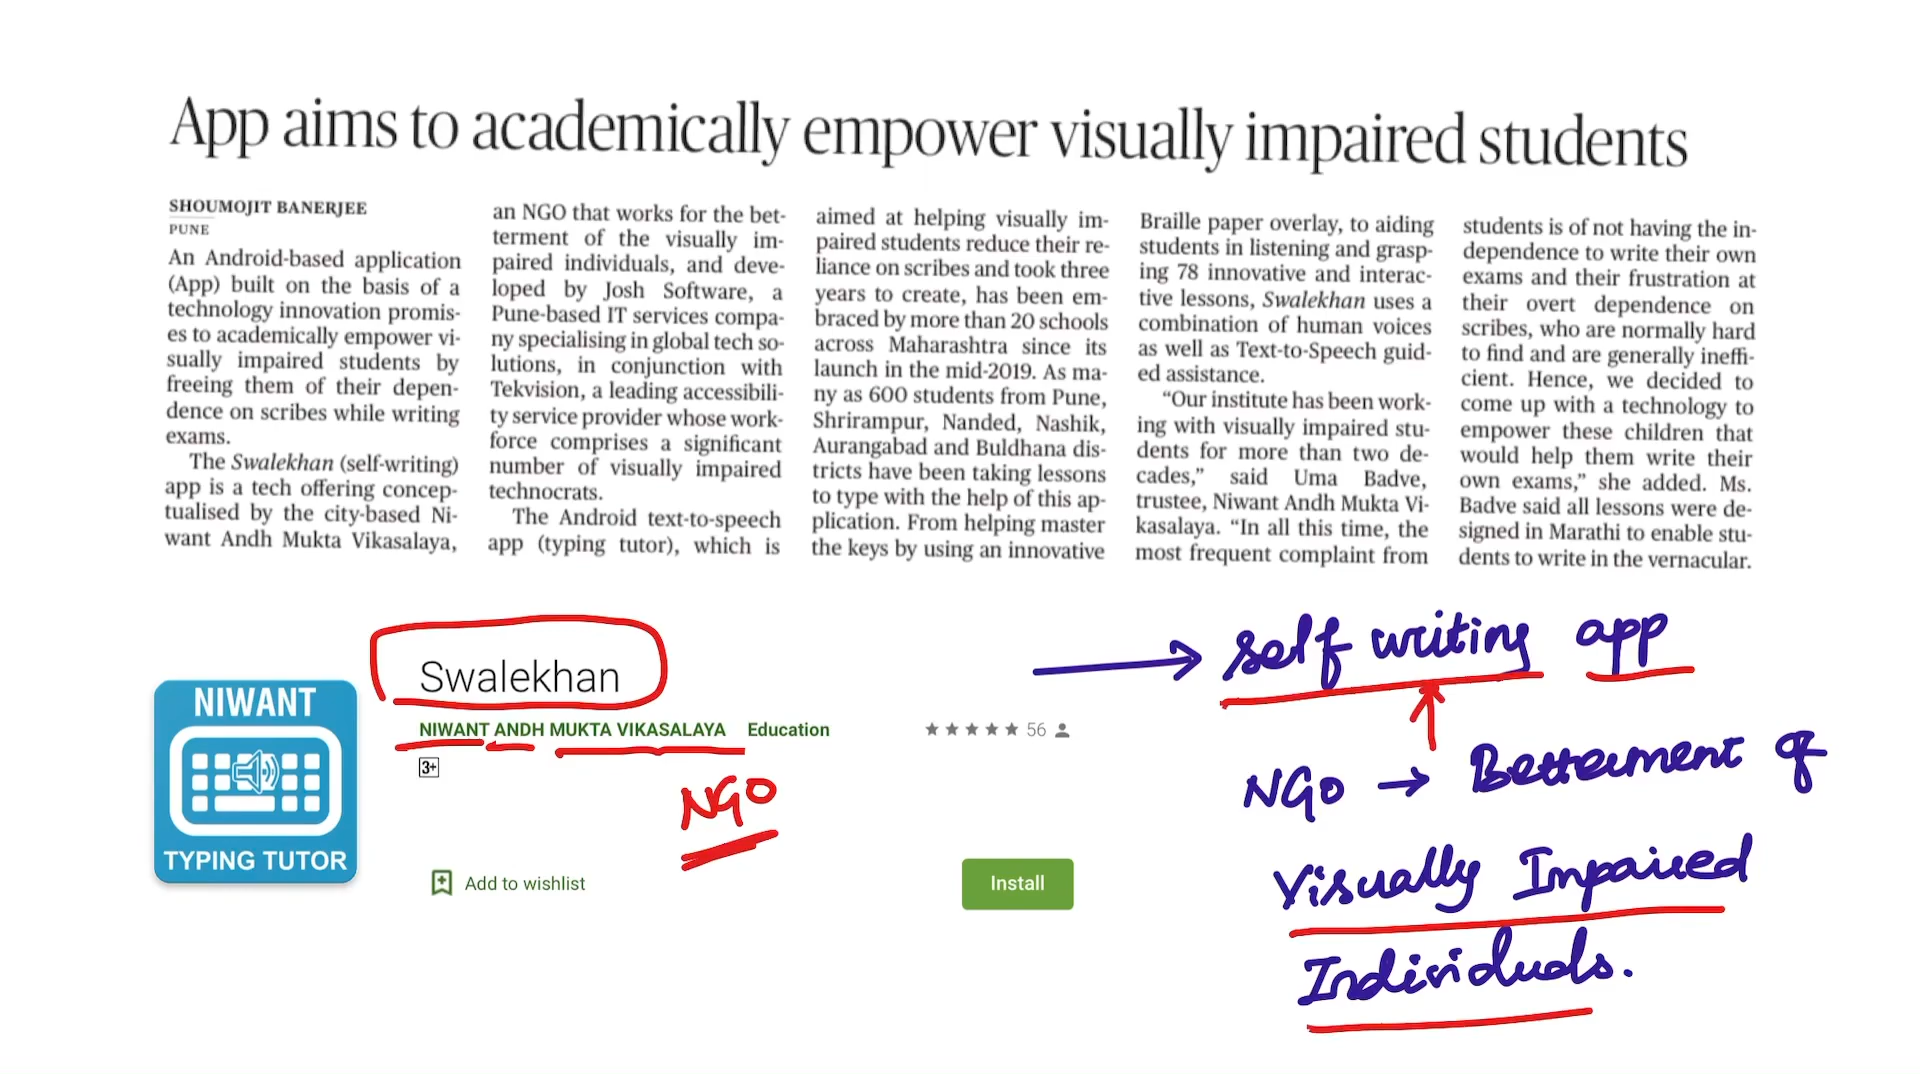 App aims to academically empower visually impaired students
SHOUMOJIT BANERJEE
PUNE
An Android-based application
(App) built on the basis of a
technology innovation promis-
es to academically empower vi-
sually impaired students by
freeing them of their depen-
dence on scribes while writing
exams.
The Swalekhan (self-writing)
app is a tech offering concep-
tualised by the city-based Ni-
want Andh Mukta Vikasalaya,
an NGO that works for the bet-
terment of the visually im-
paired individuals, and deve-
loped by Josh Software, a
Pune-based IT services compa-
ny specialising in global tech so-
lutions, in conjunction with
Tekvision, a leading accessibili-
ty service provider whose work-
force comprises a significant
number of visually impaired
technocrats.
The Android text-to-speech
app (typing tutor), which is
aimed at helping visually im-
paired students reduce their re-
liance on scribes and took three
years to create, has been em-
braced by more than 20 schools
across Maharashtra since its
launch in the mid-2019. As ma-
ny as 600 students from Pune,
Shrirampur, Nanded, Nashik,
Aurangabad and Buldhana dis-
tricts have been taking lessons
to type with the help of this ap-
plication. From helping master
the keys by using an innovative
Braille paper overlay, to aiding
students in listening and grasp-
ing 78 innovative and interac-
tive lessons, Swalekhan uses a
combination of human voices
as well as Text-to-Speech guid-
ed assistance.
“Our institute has been work-
ing with visually impaired stu-
dents for more than two de-
cades,” said Uma Badve,
trustee, Niwant Andh Mukta Vi-
kasalaya. “In all this time, the
most frequent complaint from
students is of not having the in-
dependence to write their own
exams and their frustration at
their overt dependence on
scribes, who are normally hard
to find and are generally ineffi-
cient. Hence, we decided to
come up with a technology to
empower these children that
would help them write their
own exams,” she added. Ms.
Badve said all lessons were de-
signed in Marathi to enable stu-
dents to write in the vernacular.
NIWANT
TYPING TUTOR
Swalekhan
NIWANT ANDH MUKTA VIKASALAYA Education
56
3+
NGO
Add to wishlist
Install
self writing app
NGO → Betterment of
Visually Impaired
Individuals.